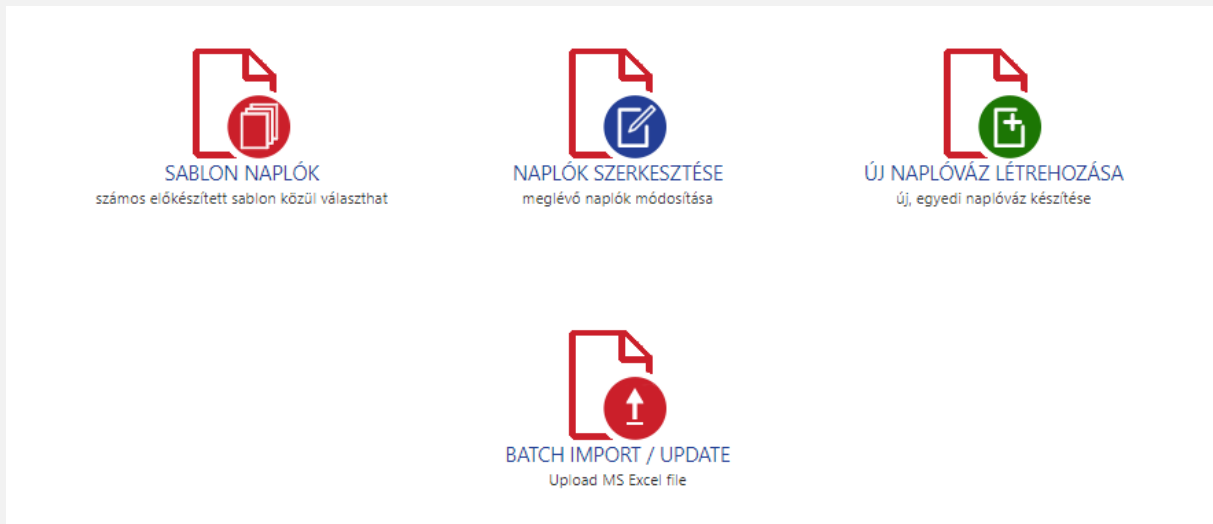 SABLON NAPLÓK
számos előkészített sablon közül választhat
NAPLÓK SZERKESZTÉSE
meglévő naplók módosítása
ÚJ NAPLÓVÁZ LÉTREHOZÁSA
új, egyedi naplóváz készítése
BATCH IMPORT / UPDATE
Upload MS Excel file